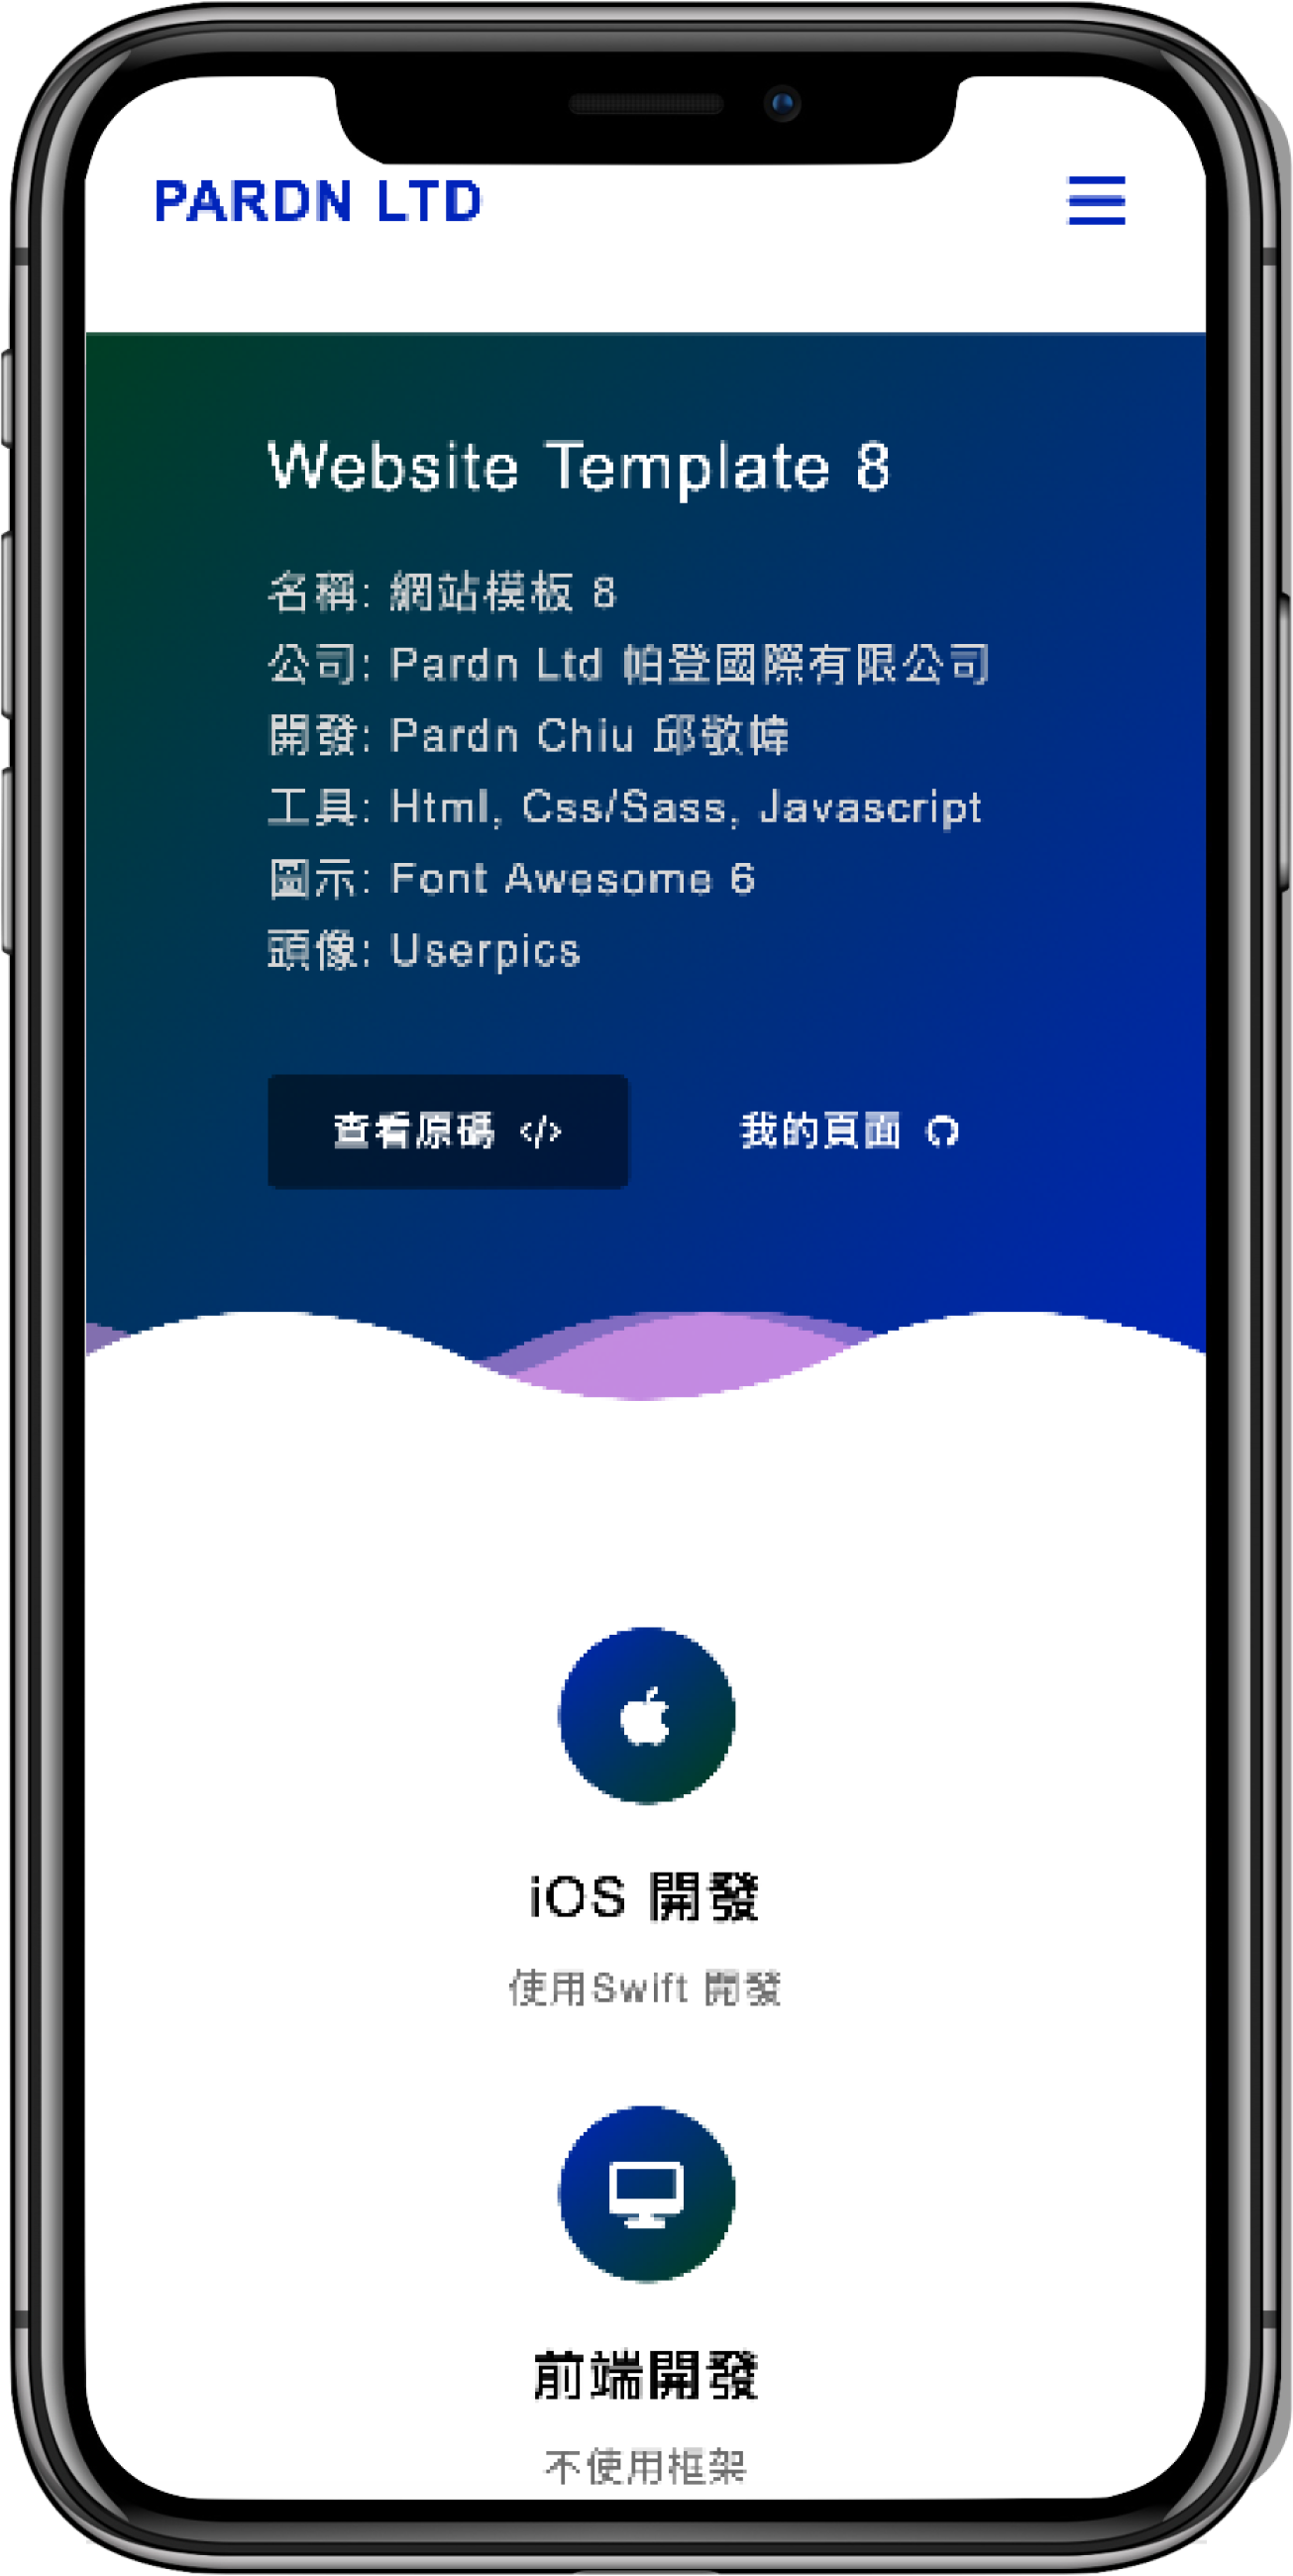 PARDN LTD
Website Template 8
名稱: 網站模板 8
公司: Pardn Ltd 帕登國際有限公司
開發: Pardn Chiu 邱敬幃
工具: Html, Css/Sass, Javascript
圖示: Font Awesome 6
頭像: Userpics
查看原碼 </>
我的頁面
iOS 開發
使用Swift 開發
前端開發
不使用框架